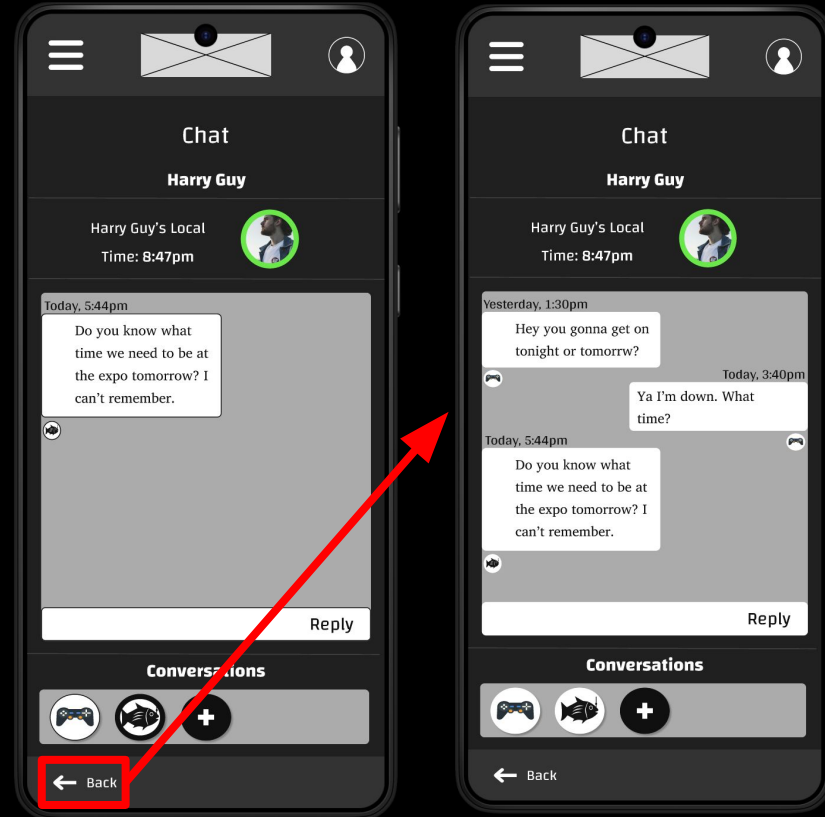 Chat
Harry Guy
Harry Guy's Local
Time: 8:47pm
Today, 5:44pm
Do you know what
time we need to be at
the expo tomorrow? I
can't remember.
Reply
Conversations
Back
Chat
Harry Guy
Harry Guy's Local
Time: 8:47pm
Yesterday, 1:30pm
Hey you gonna get on
tonight or tomorrw?
Today, 3:40pm
Ya I'm down. What
time?
Today, 5:44pm
Do you know what
time we need to be at
the expo tomorrow? I
can't remember.
Reply
Conversations
Back